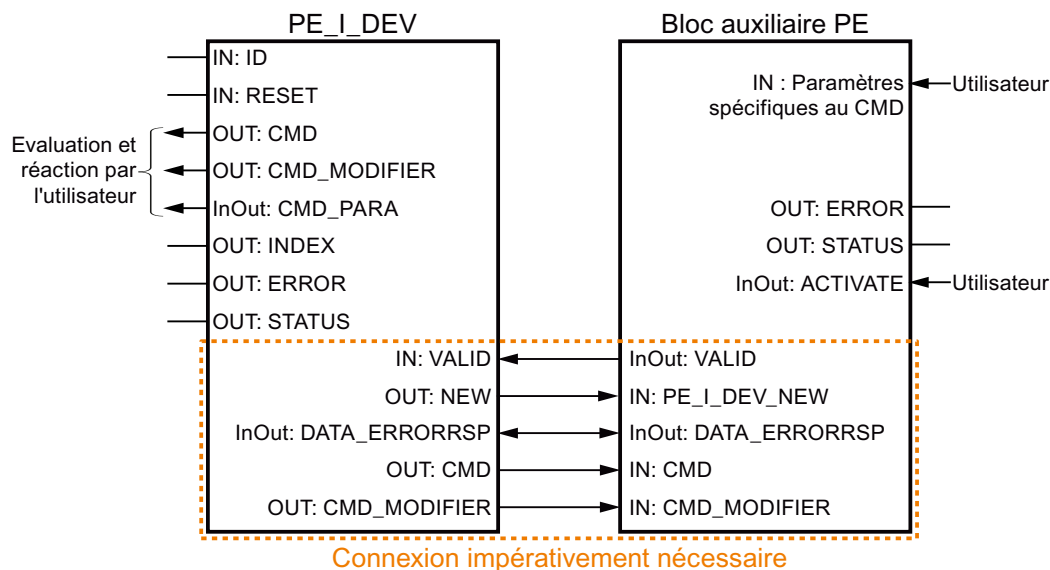 PE_I_DEV
IN: ID
IN: RESET
OUT: CMD
OUT: CMD_MODIFIER
InOut: CMD_PARA
OUT: INDEX
OUT: ERROR
OUT: STATUS
IN: VALID
OUT: NEW
InOut: DATA_ERRORRSP
OUT: CMD
OUT: CMD_MODIFIER
Evaluation et
réaction par
l'utilisateur
Bloc auxiliaire PE
IN : Paramètres
spécifiques au CMD
Utilisateur
OUT: ERROR
OUT: STATUS
InOut: ACTIVATE
Utilisateur
InOut: VALID
IN: PE_I_DEV_NEW
InOut: DATA_ERRORRSP
IN: CMD
IN: CMD_MODIFIER
Connexion impérativement nécessaire